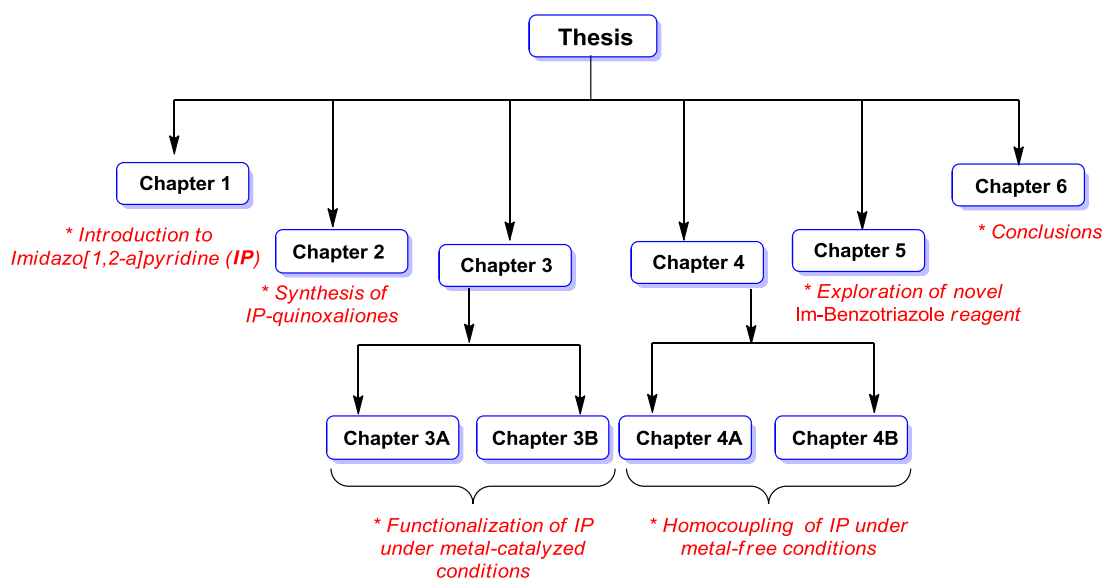 Thesis
Chapter 1
* Introduction to
Imidazo[1,2-a]pyridine (IP)
Chapter 2
* Synthesis of
IP-quinoxaliones
Chapter 3
Chapter 3A
Chapter 3B
* Functionalization of IP
under metal-catalyzed
conditions
Chapter 4
Chapter 4A
Chapter 4B
* Homocoupling of IP under
metal-free conditions
Chapter 5
* Exploration of novel
Im-Benzotriazole reagent
Chapter 6
* Conclusions